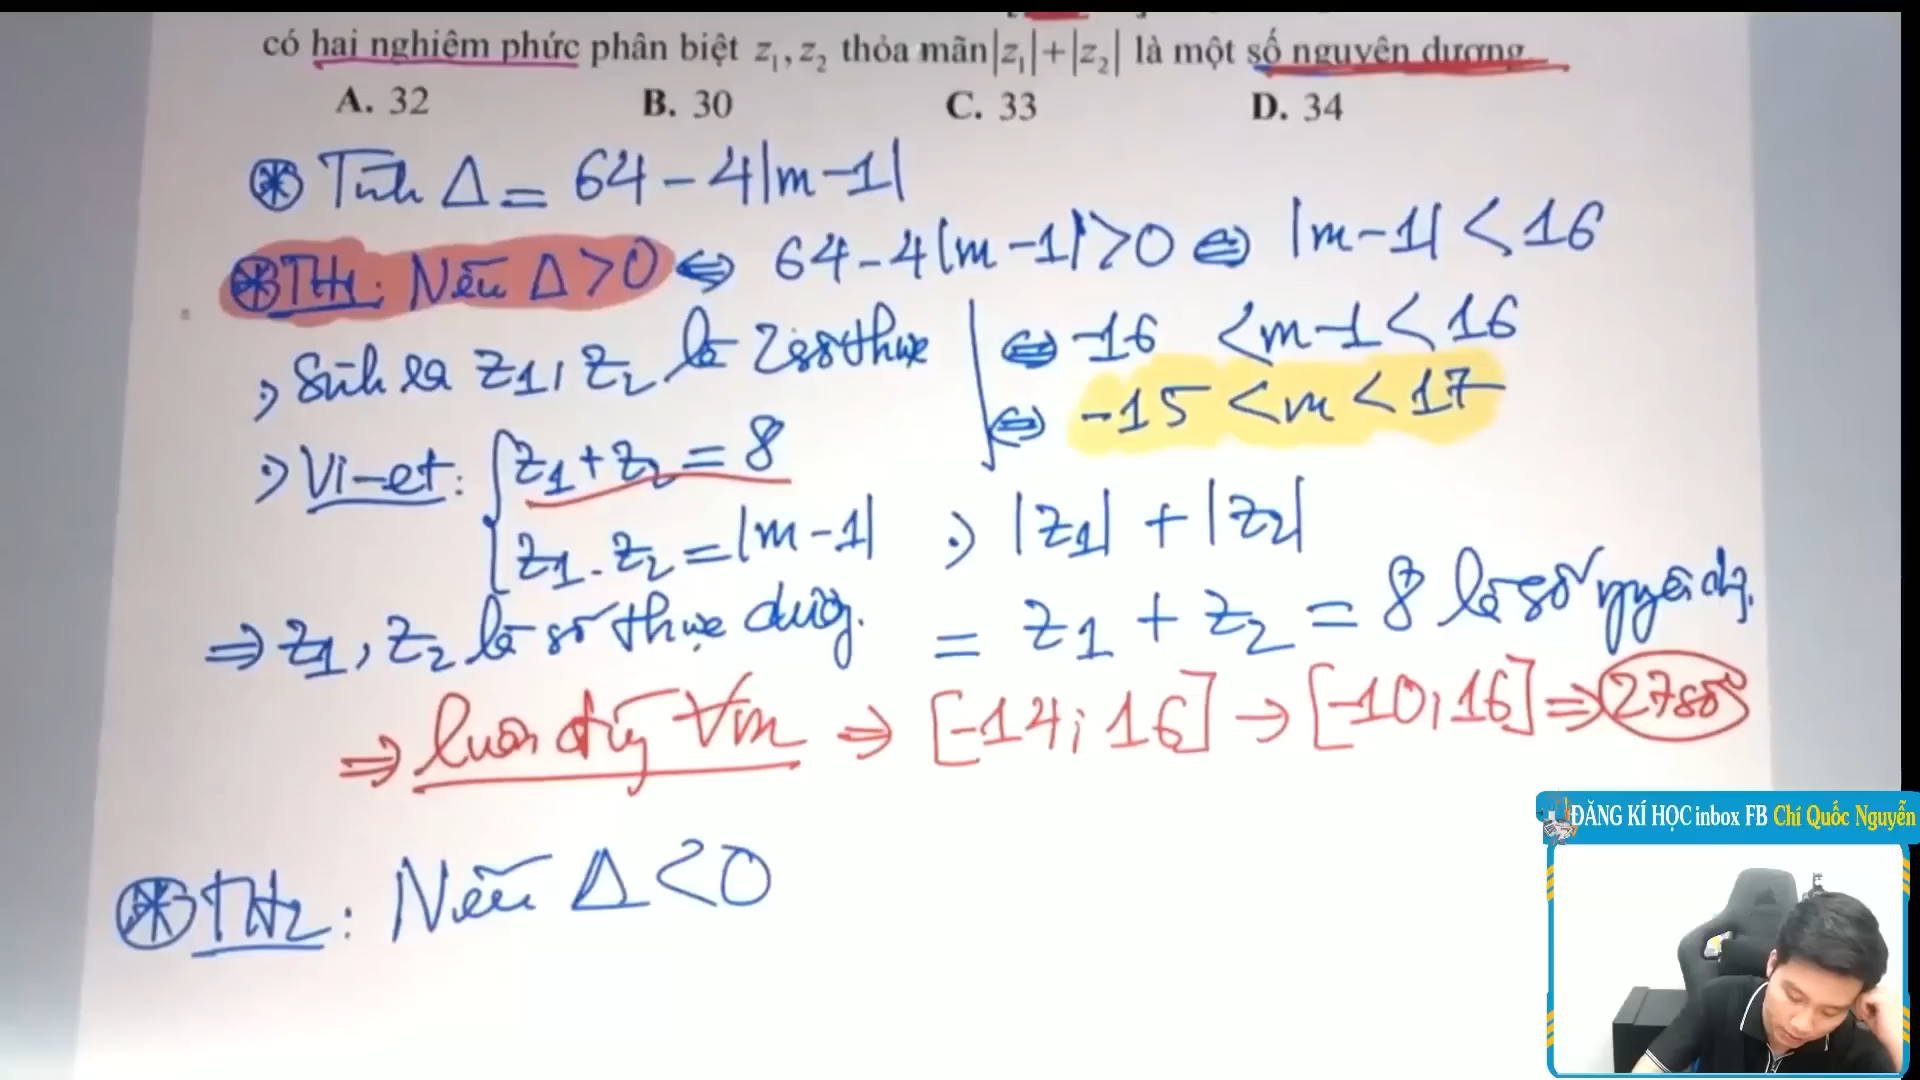 có hai nghiệm phức phân biệt z₁, z₂ thỏa mãn |z₁|+|z₂| là một số nguyên dương
A. 32 B. 30 C. 33 D. 34
⊛ Tính Δ = 64 - 4|m-1|
⊛ TH1: Nếu Δ>0 ⇔ 64-4|m-1|>0 ⇔ |m-1| < 16
⇔ -16 < m-1 < 16
Sinh ra z1, z2 là 2 số thực
⇔ -15 < m < 17
Vi-et: { z1 + z2 = 8
z1 . z2 = |m-1| |z1| + |z2|
⇒ z1, z2 là số thực dương. = z1 + z2 = 8 là số nguyên dg.
⇒ luôn đúng ∀m ⇒ [-14; 16] → [-10; 16] ⇒ 27 số
⊛ TH2: Nếu Δ<0
ĐĂNG KÍ HỌC inbox FB Chí Quốc Nguyễn